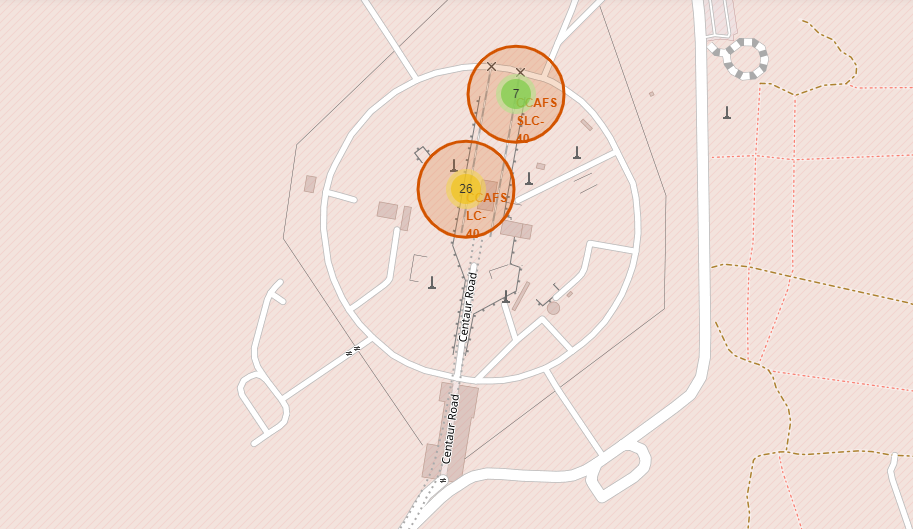 7
CCAFS
SLC-
40
26
CCAFS
LC-
40
Centaur Road
Centaur Road